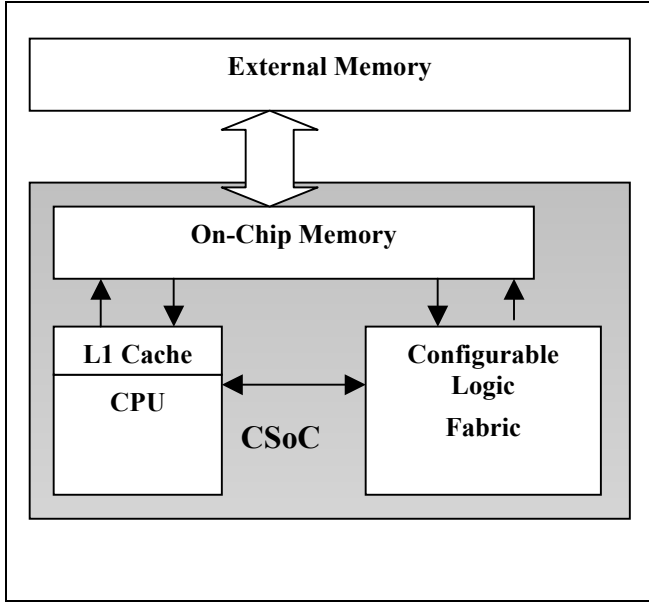 External Memory
On-Chip Memory
L1 Cache
CPU
Configurable
Logic
Fabric
CSoC